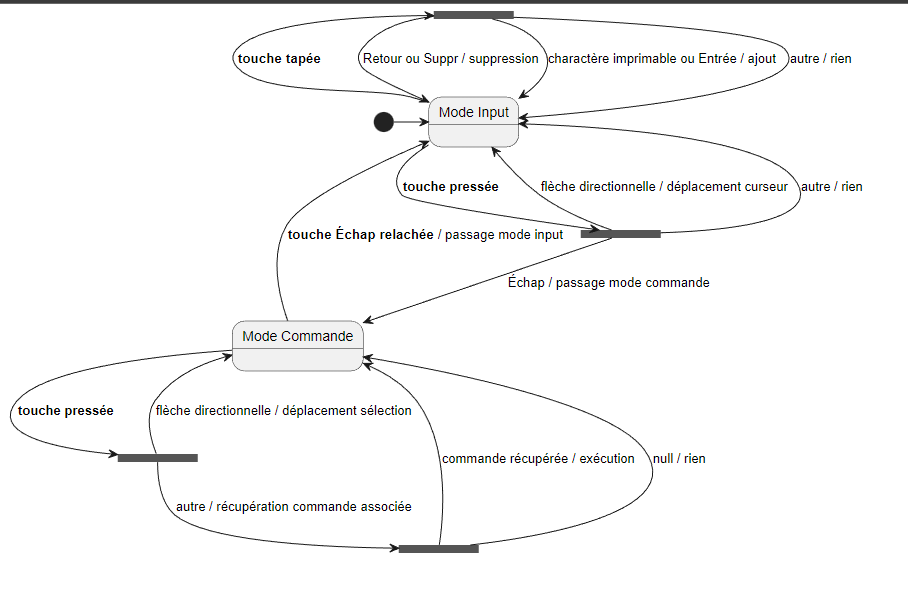 touche tapée
Retour ou Suppr / suppression
charactère imprimable ou Entrée / ajout
autre / rien
Mode Input
touche pressée
flèche directionnelle / déplacement curseur
autre / rien
touche Échap relachée / passage mode input
Échap / passage mode commande
Mode Commande
touche pressée
flèche directionnelle / déplacement sélection
commande récupérée / exécution
null / rien
autre / récupération commande associée